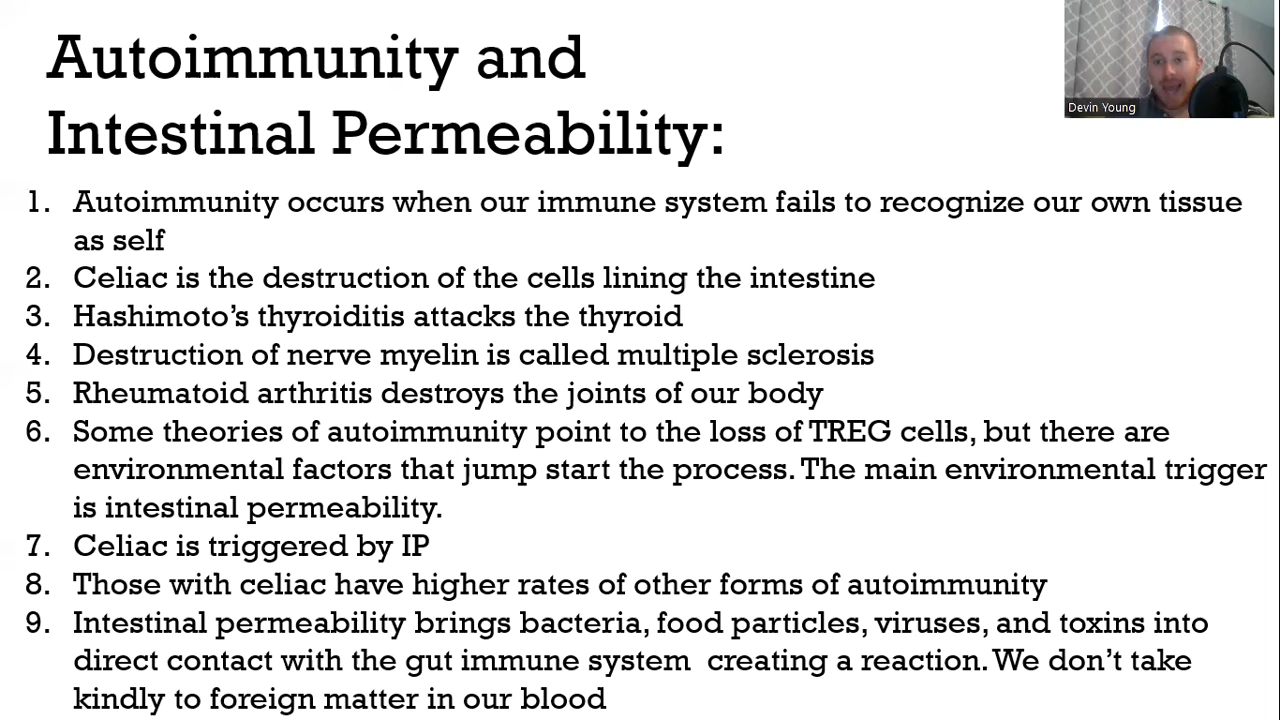 Autoimmunity and
Intestinal Permeability:
Devin Young
1. Autoimmunity occurs when our immune system fails to recognize our own tissue
as self
2. Celiac is the destruction of the cells lining the intestine
3. Hashimoto’s thyroiditis attacks the thyroid
4. Destruction of nerve myelin is called multiple sclerosis
5. Rheumatoid arthritis destroys the joints of our body
6. Some theories of autoimmunity point to the loss of TREG cells, but there are
environmental factors that jump start the process. The main environmental trigger
is intestinal permeability.
7. Celiac is triggered by IP
8. Those with celiac have higher rates of other forms of autoimmunity
9. Intestinal permeability brings bacteria, food particles, viruses, and toxins into
direct contact with the gut immune system  creating a reaction. We don’t take
kindly to foreign matter in our blood